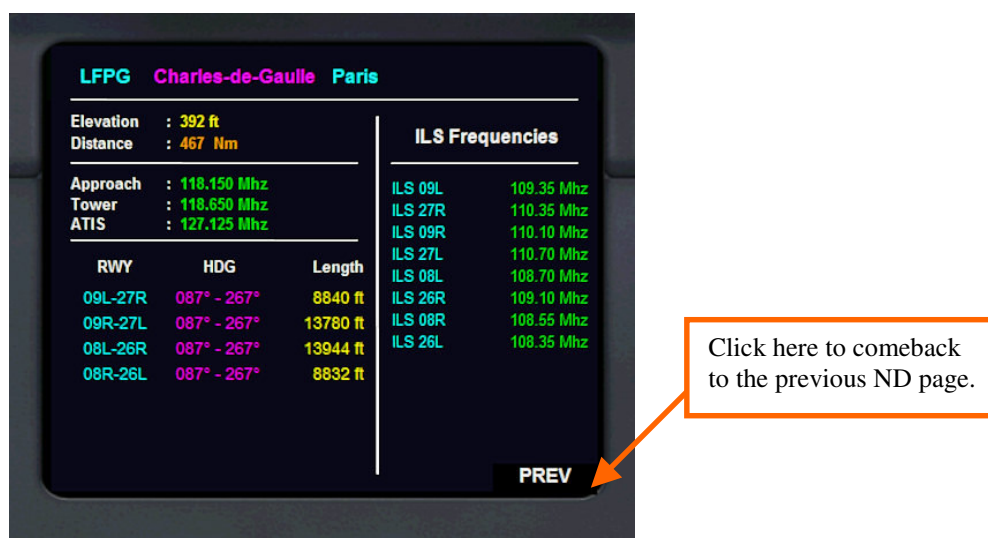 LFPG Charles-de-Gaulle Paris
Elevation : 392 ft
Distance : 467 Nm
Approach : 118.150 Mhz
Tower : 118.650 Mhz
ATIS : 127.125 Mhz
RWY HDG Length
09L-27R 087° - 267° 8840 ft
09R-27L 087° - 267° 13780 ft
08L-26R 087° - 267° 13944 ft
08R-26L 087° - 267° 8832 ft
ILS Frequencies
ILS 09L 109.35 Mhz
ILS 27R 110.35 Mhz
ILS 09R 110.10 Mhz
ILS 27L 110.70 Mhz
ILS 08L 108.70 Mhz
ILS 26R 109.10 Mhz
ILS 08R 108.55 Mhz
ILS 26L 108.35 Mhz
PREV
Click here to comeback
to the previous ND page.